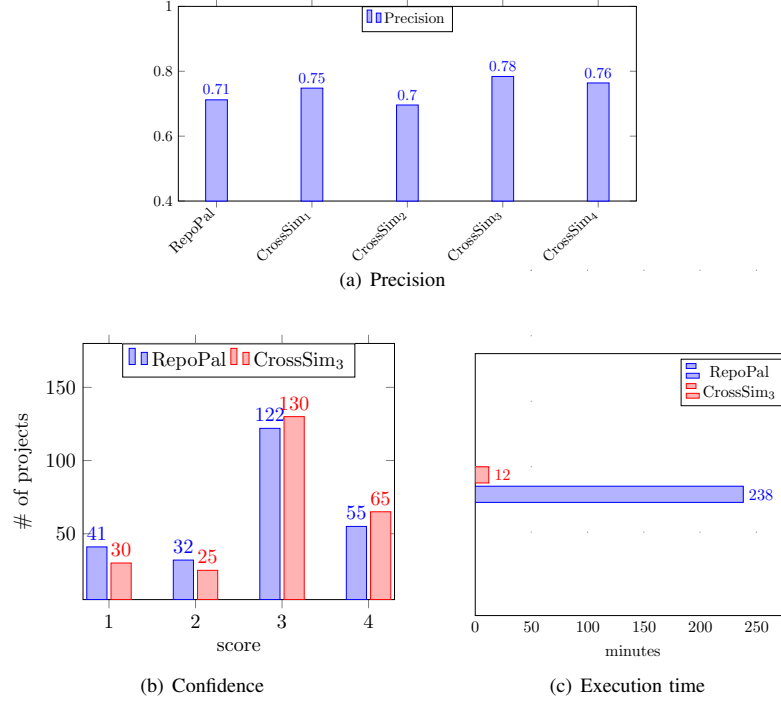 1
Precision
0.8
0.6
0.4
0.71
0.75
0.7
0.78
0.76
RepoPal
CrossSim1
CrossSim2
CrossSim3
CrossSim4
(a) Precision
RepoPal CrossSim3
# of projects
150
100
50
41
30
32
25
122
130
55
65
1 2 3 4
score
(b) Confidence
RepoPal
CrossSim3
12
238
0 50 100 150 200 250
minutes
(c) Execution time